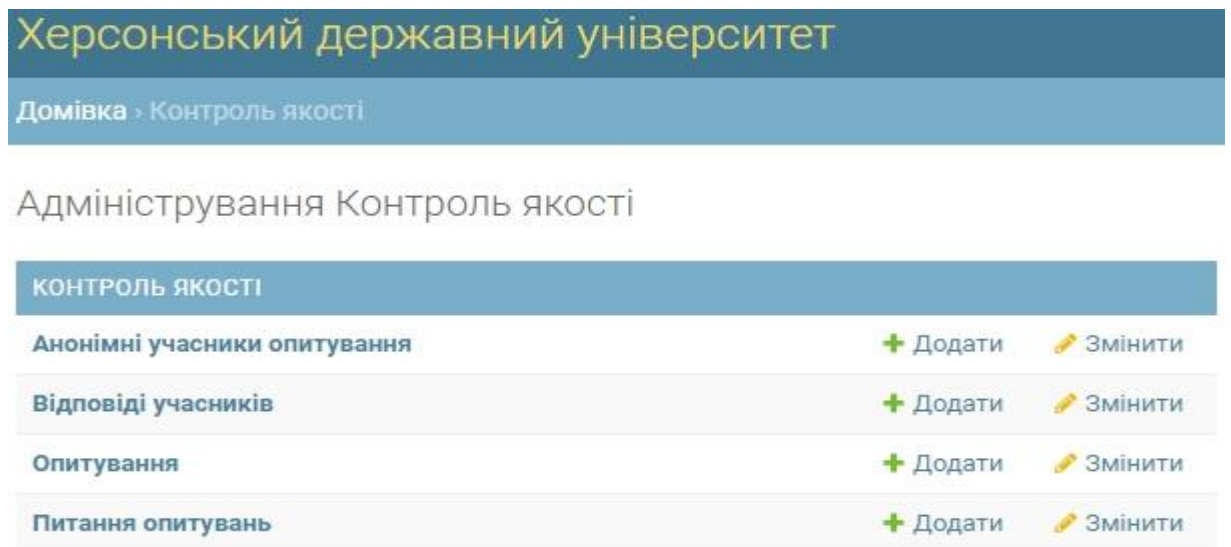 Херсонський державний університет
Домівка › Контроль якості
Адміністрування Контроль якості
КОНТРОЛЬ ЯКОСТІ
Анонімні учасники опитування Додати Змінити
Відповіді учасників Додати Змінити
Опитування Додати Змінити
Питання опитувань Додати Змінити